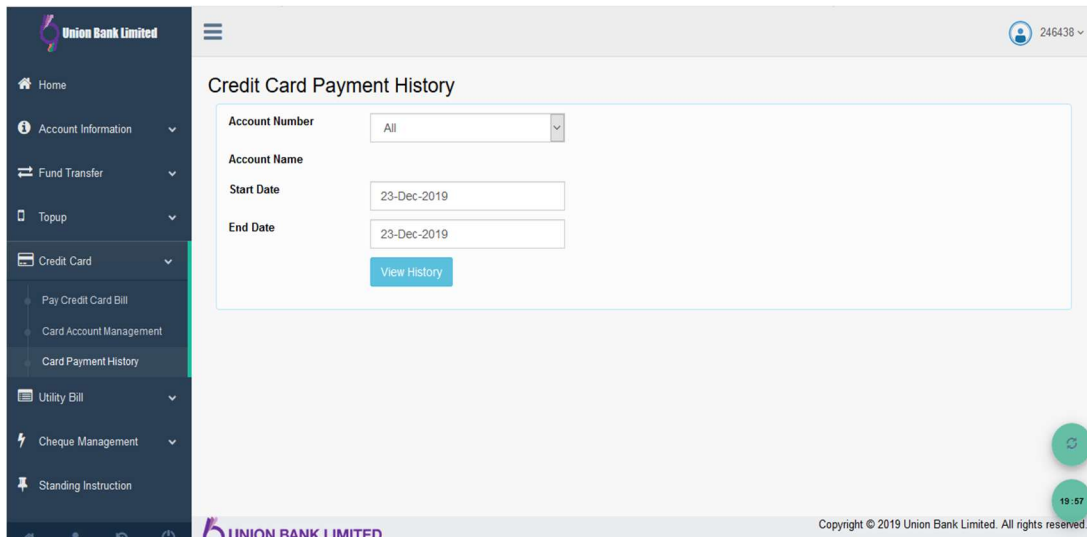 Union Bank Limited
246438
Home
Account Information
Fund Transfer
Topup
Credit Card
Pay Credit Card Bill
Card Account Management
Card Payment History
Utility Bill
Cheque Management
Standing Instruction
Credit Card Payment History
Account Number All
Account Name
Start Date 23-Dec-2019
End Date 23-Dec-2019
View History
19:57
UNION BANK LIMITED
Copyright © 2019 Union Bank Limited. All rights reserved.